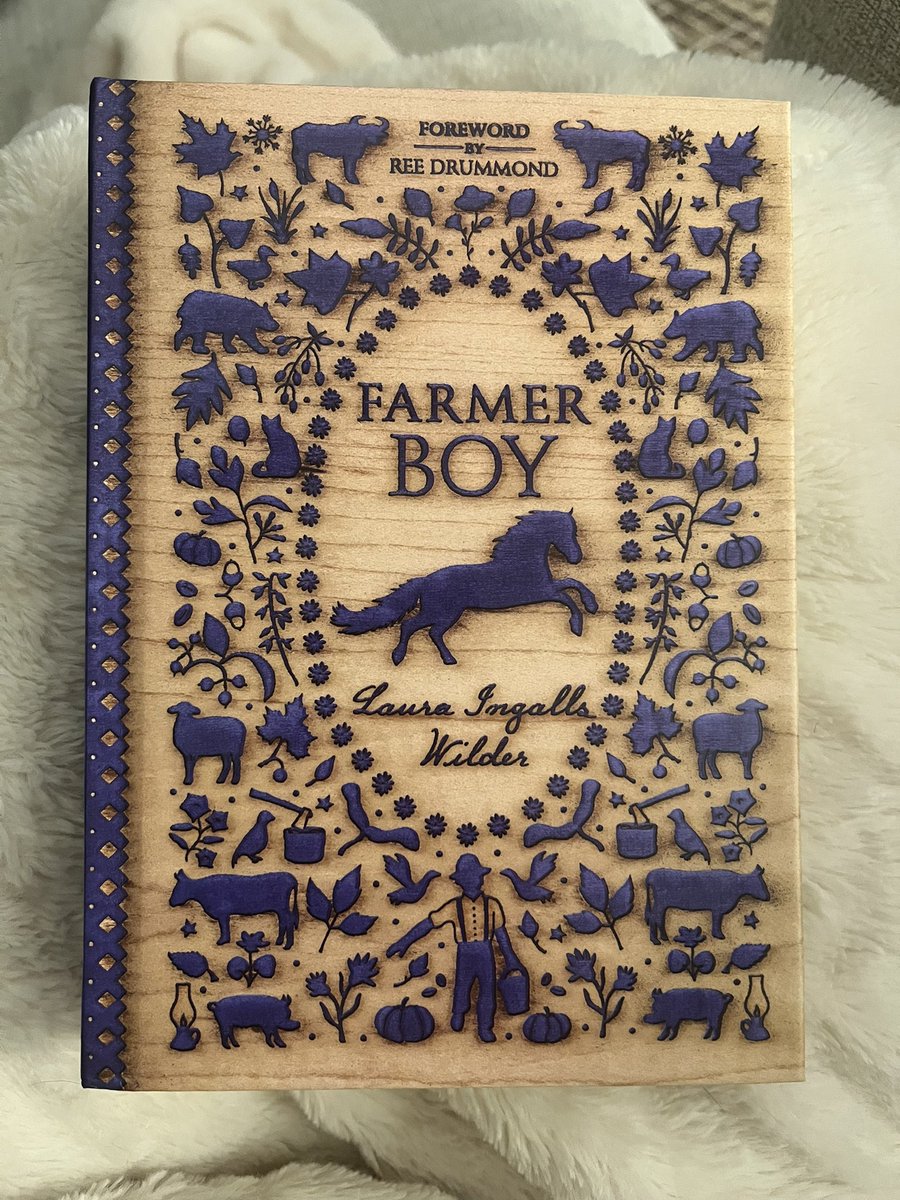 FOREWORD
BY
REE DRUMMOND
FARMER
BOY
Laura Ingalls
Wilder